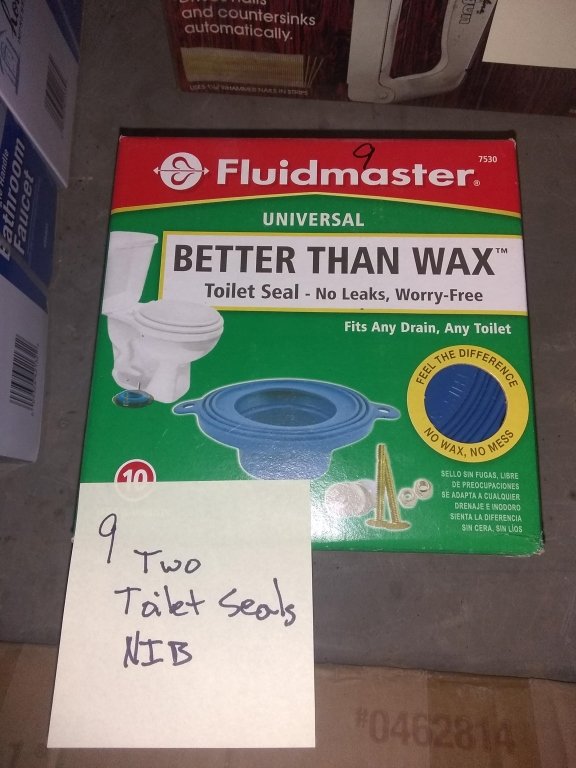 and countersinks
automatically.
Bathroom
Faucet
9
Fluidmaster®
7530
UNIVERSAL
BETTER THAN WAX™
Toilet Seal - No Leaks, Worry-Free
Fits Any Drain, Any Toilet
FEEL THE DIFFERENCE
NO WAX, NO MESS
10
SELLO SIN FUGAS, LIBRE
DE PREOCUPACIONES
SE ADAPTA A CUALQUIER
DRENAJE E INODORO
SIENTA LA DIFERENCIA
SIN CERA, SIN LÍOS
9
Two
Toilet Seals
NIB
#0462814